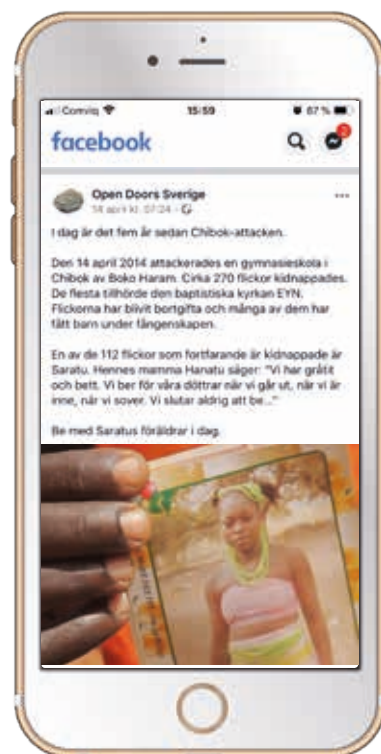 Comviq
15:59
67 %
facebook
2
Open Doors Sverige
14 april kl. 07:24
I dag är det fem år sedan Chibok-attacken.
Den 14 april 2014 attackerades en gymnasieskola i
Chibok av Boko Haram. Cirka 270 flickor kidnappades.
De flesta tillhörde den baptistiska kyrkan EYN.
Flickorna har blivit bortgifta och många av dem har
fått barn under fångenskapen.
En av de 112 flickor som fortfarande är kidnappade är
Saratu. Hennes mamma Hanatu säger: "Vi har gråtit
och bett. Vi ber för våra döttrar när vi går ut, när vi är
inne, när vi sover. Vi slutar aldrig att be..."
Be med Saratus föräldrar i dag.